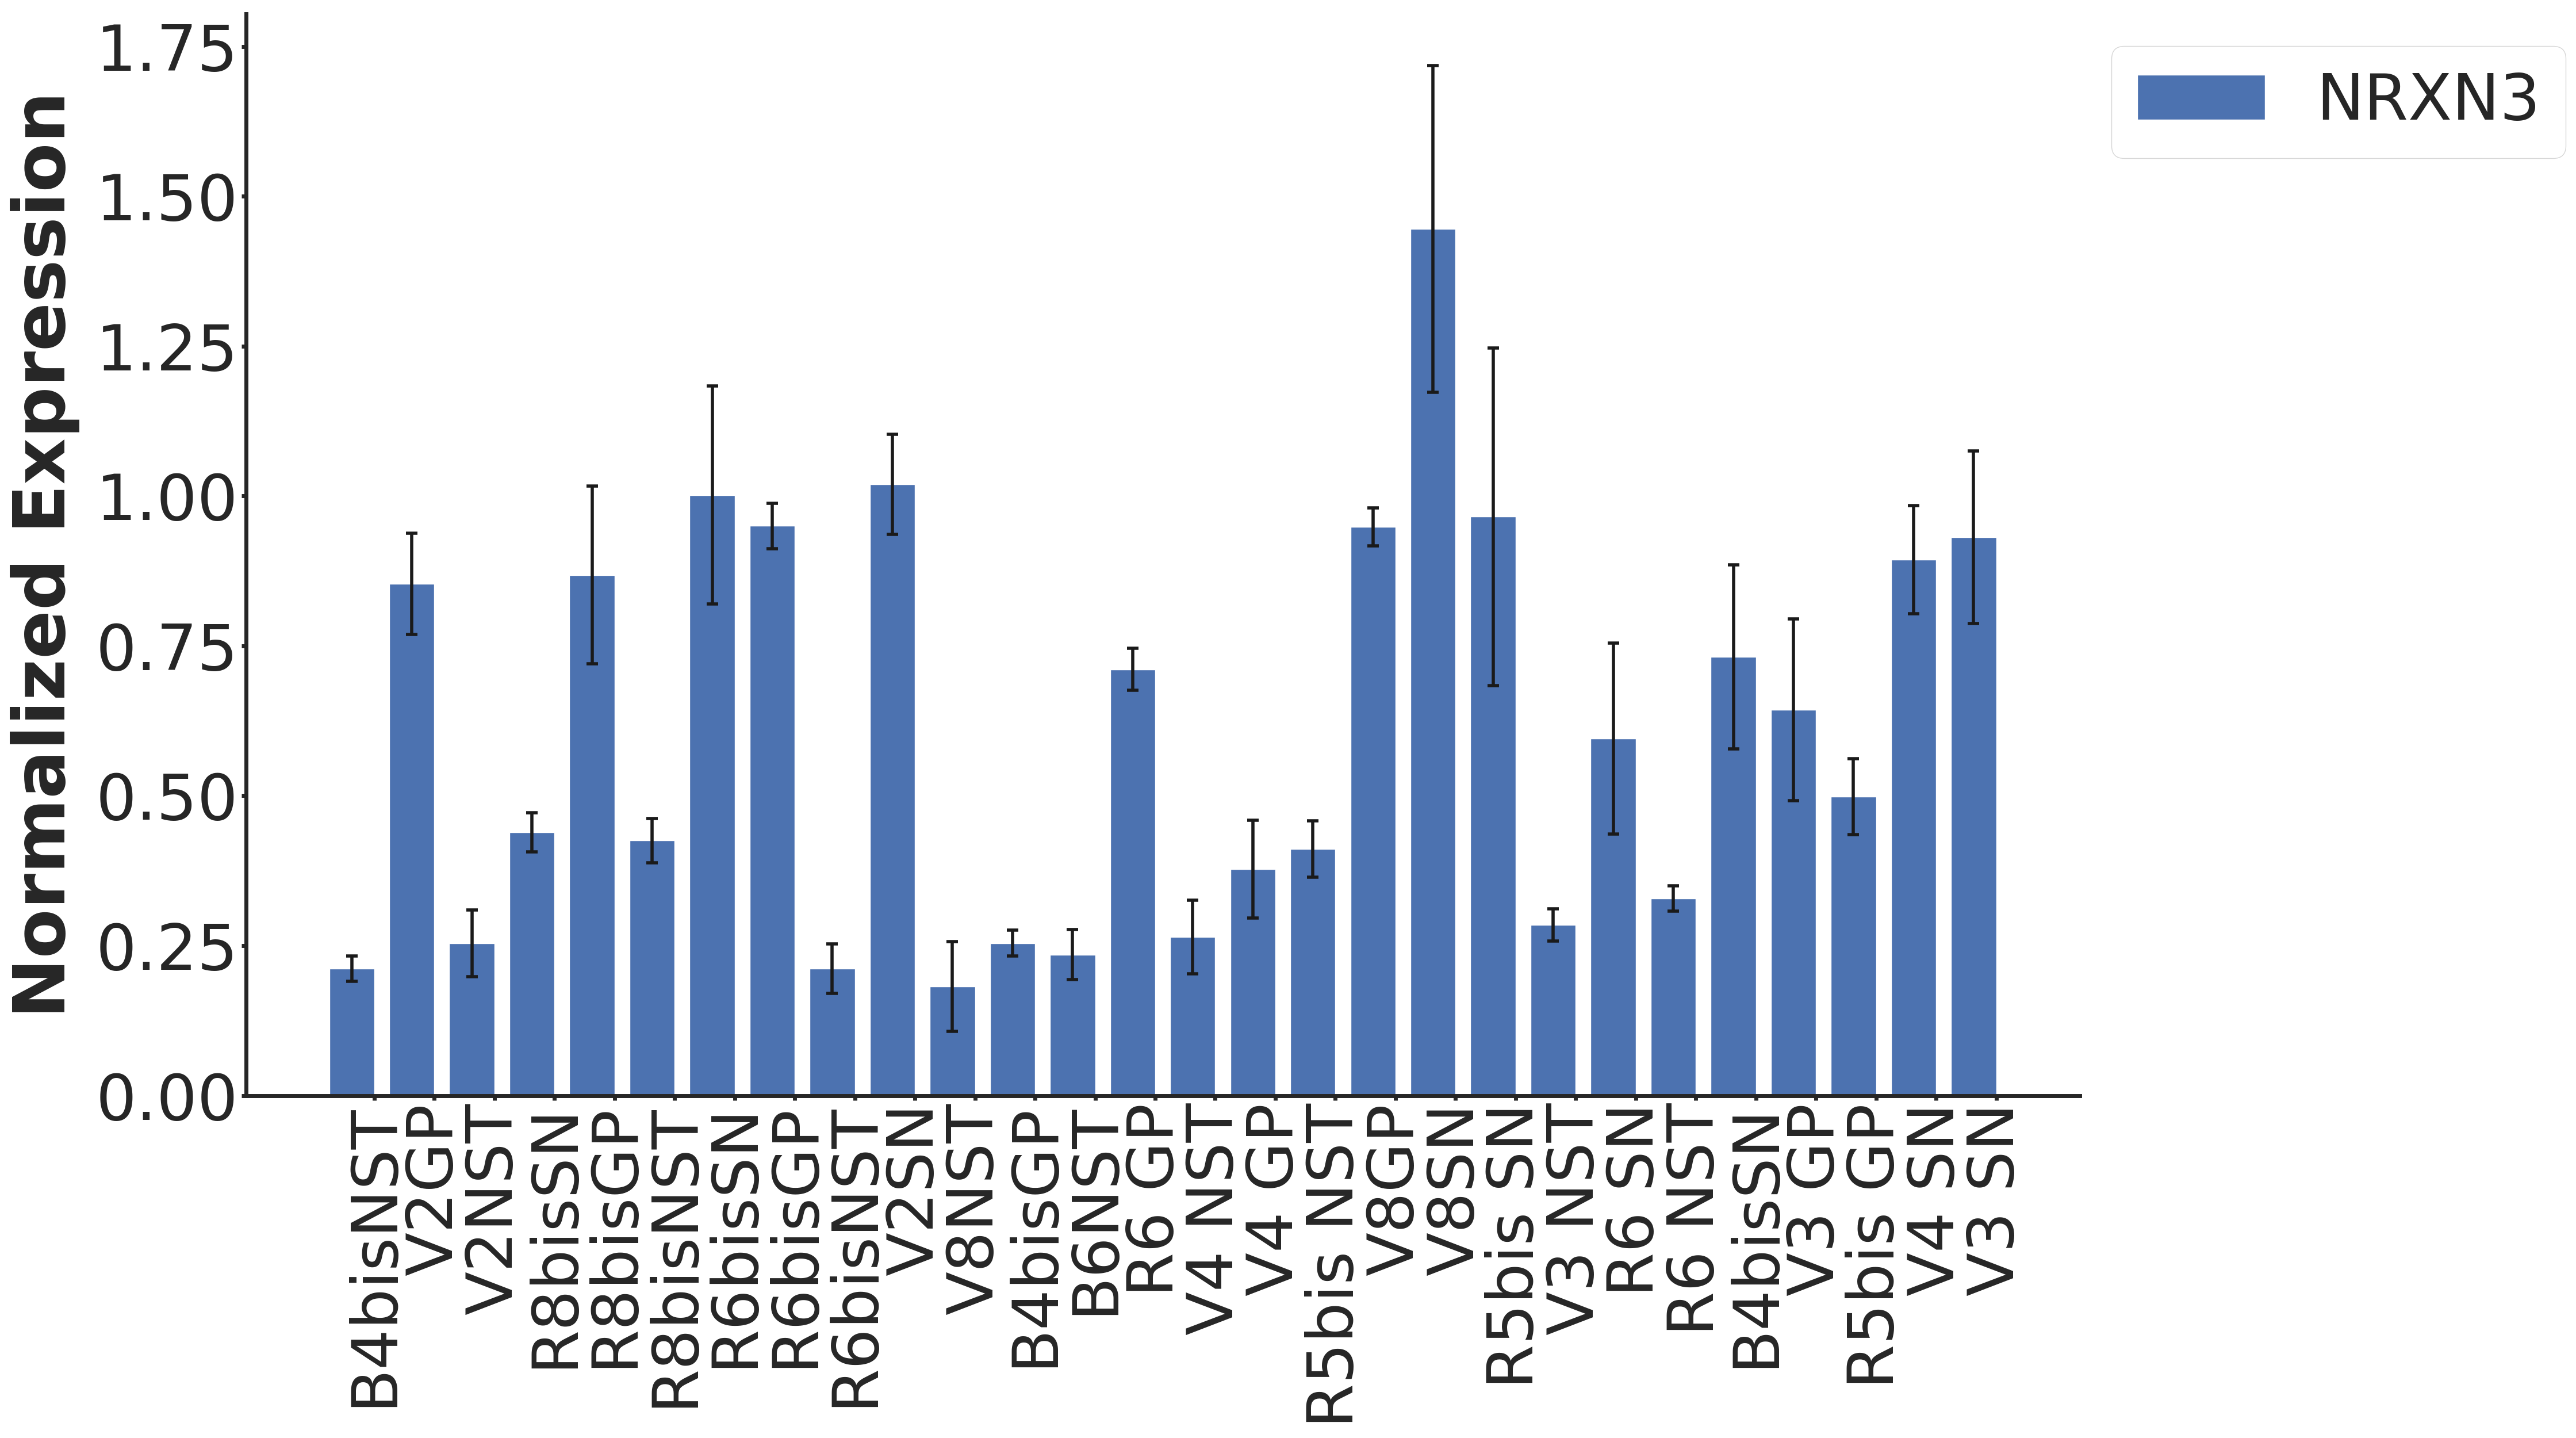 Normalized Expression
1.75
1.50
1.25
1.00
0.75
0.50
0.25
0.00
B4bisNST
V2GP
V2NST
R8bisSN
R8bisGP
R8bisNST
R6bisSN
R6bisGP
R6bisNST
V2SN
V8NST
B4bisGP
B6NST
R6 GP
V4 NST
V4 GP
R5bis NST
V8GP
V8SN
R5bis SN
V3 NST
R6 SN
R6 NST
B4bisSN
V3 GP
R5bis GP
V4 SN
V3 SN
NRXN3